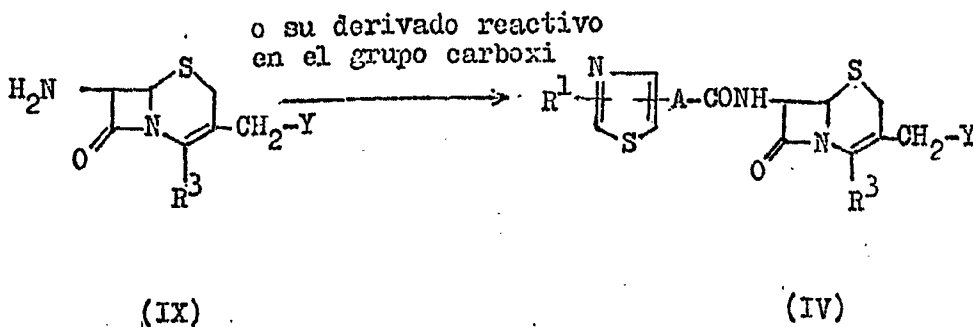 o su derivado reactivo
en el grupo carboxi
H₂N
S
N
O
CH₂-Y
R³
R¹
N
S
A-CONH
S
N
O
CH₂-Y
R³
(IX)
(IV)